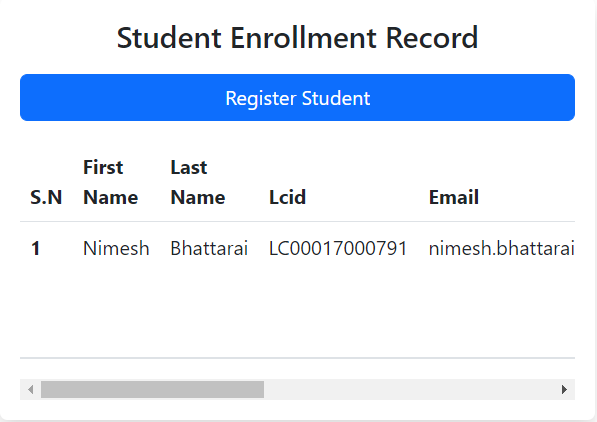 Student Enrollment Record
Register Student
First Last
S.N Name Name Lcid Email
1 Nimesh Bhattarai LC00017000791 nimesh.bhattarai